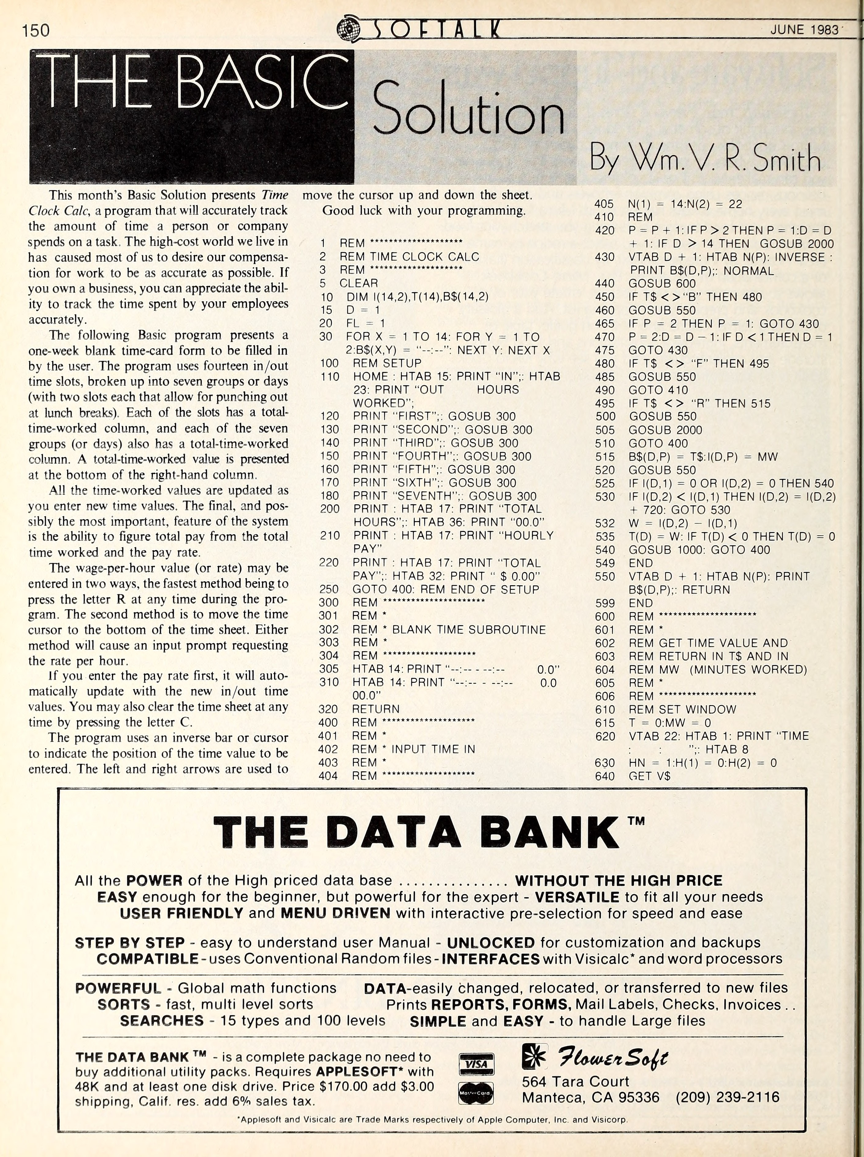 150
SOFTALK
JUNE 1983
THE BASIC
Solution
By Wm. V. R. Smith
This month's Basic Solution presents Time
Clock Calc, a program that will accurately track
the amount of time a person or company
spends on a task. The high-cost world we live in
has caused most of us to desire our compensa-
tion for work to be as accurate as possible. If
you own a business, you can appreciate the abil-
ity to track the time spent by your employees
accurately.
The following Basic program presents a
one-week blank time-card form to be filled in
by the user. The program uses fourteen in/out
time slots, broken up into seven groups or days
(with two slots each that allow for punching out
at lunch breaks). Each of the slots has a total-
time-worked column, and each of the seven
groups (or days) also has a total-time-worked
column. A total-time-worked value is presented
at the bottom of the right-hand column.
All the time-worked values are updated as
you enter new time values. The final, and pos-
sibly the most important, feature of the system
is the ability to figure total pay from the total
time worked and the pay rate.
The wage-per-hour value (or rate) may be
entered in two ways, the fastest method being to
press the letter R at any time during the pro-
gram. The second method is to move the time
cursor to the bottom of the time sheet. Either
method will cause an input prompt requesting
the rate per hour.
If you enter the pay rate first, it will auto-
matically update with the new in/out time
values. You may also clear the time sheet at any
time by pressing the letter C.
The program uses an inverse bar or cursor
to indicate the position of the time value to be
entered. The left and right arrows are used to
move the cursor up and down the sheet.
Good luck with your programming.
1 REM ********************
2 REM TIME CLOCK CALC
3 REM ********************
5 CLEAR
10 DIM I(14,2),T(14),B$(14,2)
15 D = 1
20 FL = 1
30 FOR X = 1 TO 14: FOR Y = 1 TO
2:B$(X,Y) = "--:--": NEXT Y: NEXT X
100 REM SETUP
110 HOME : HTAB 15: PRINT "IN";: HTAB
23: PRINT "OUT HOURS
WORKED";
120 PRINT "FIRST";: GOSUB 300
130 PRINT "SECOND";: GOSUB 300
140 PRINT "THIRD";: GOSUB 300
150 PRINT "FOURTH";: GOSUB 300
160 PRINT "FIFTH";: GOSUB 300
170 PRINT "SIXTH";: GOSUB 300
180 PRINT "SEVENTH";: GOSUB 300
200 PRINT : HTAB 17: PRINT "TOTAL
HOURS";: HTAB 36: PRINT "00.0"
210 PRINT : HTAB 17: PRINT "HOURLY
PAY"
220 PRINT : HTAB 17: PRINT "TOTAL
PAY";: HTAB 32: PRINT " $ 0.00"
250 GOTO 400: REM END OF SETUP
300 REM **********************
301 REM *
302 REM * BLANK TIME SUBROUTINE
303 REM *
304 REM ********************
305 HTAB 14: PRINT "--:-- - --:-- 0.0"
310 HTAB 14: PRINT "--:-- - --:-- 0.0
00.0"
320 RETURN
400 REM ********************
401 REM *
402 REM * INPUT TIME IN
403 REM *
404 REM ********************
405 N(1) = 14:N(2) = 22
410 REM
420 P = P + 1: IF P > 2 THEN P = 1:D = D
+ 1: IF D > 14 THEN GOSUB 2000
430 VTAB D + 1: HTAB N(P): INVERSE :
PRINT B$(D,P);: NORMAL
440 GOSUB 600
450 IF T$ < > "B" THEN 480
460 GOSUB 550
465 IF P = 2 THEN P = 1: GOTO 430
470 P = 2:D = D - 1: IF D < 1 THEN D = 1
475 GOTO 430
480 IF T$ < > "F" THEN 495
485 GOSUB 550
490 GOTO 410
495 IF T$ < > "R" THEN 515
500 GOSUB 550
505 GOSUB 2000
510 GOTO 400
515 B$(D,P) = T$:I(D,P) = MW
520 GOSUB 550
525 IF I(D,1) = 0 OR I(D,2) = 0 THEN 540
530 IF I(D,2) < I(D,1) THEN I(D,2) = I(D,2)
+ 720: GOTO 530
532 W = I(D,2) - I(D,1)
535 T(D) = W: IF T(D) < 0 THEN T(D) = 0
540 GOSUB 1000: GOTO 400
549 END
550 VTAB D + 1: HTAB N(P): PRINT
B$(D,P);: RETURN
599 END
600 REM *********************
601 REM *
602 REM GET TIME VALUE AND
603 REM RETURN IN T$ AND IN
604 REM MW (MINUTES WORKED)
605 REM *
606 REM *********************
610 REM SET WINDOW
615 T = 0:MW = 0
620 VTAB 22: HTAB 1: PRINT "TIME
: : ";: HTAB 8
630 HN = 1:H(1) = 0:H(2) = 0
640 GET V$
THE DATA BANK™
All the POWER of the High priced data base ............... WITHOUT THE HIGH PRICE
EASY enough for the beginner, but powerful for the expert - VERSATILE to fit all your needs
USER FRIENDLY and MENU DRIVEN with interactive pre-selection for speed and ease
STEP BY STEP - easy to understand user Manual - UNLOCKED for customization and backups
COMPATIBLE - uses Conventional Random files - INTERFACES with Visicalc* and word processors
POWERFUL - Global math functions DATA-easily changed, relocated, or transferred to new files
SORTS - fast, multi level sorts Prints REPORTS, FORMS, Mail Labels, Checks, Invoices . .
SEARCHES - 15 types and 100 levels SIMPLE and EASY - to handle Large files
THE DATA BANK™ - is a complete package no need to
buy additional utility packs. Requires APPLESOFT* with
48K and at least one disk drive. Price $170.00 add $3.00
shipping, Calif. res. add 6% sales tax.
VISA
MasterCard
FlowerSoft
564 Tara Court
Manteca, CA 95336 (209) 239-2116
*Applesoft and Visicalc are Trade Marks respectively of Apple Computer, Inc. and Visicorp.